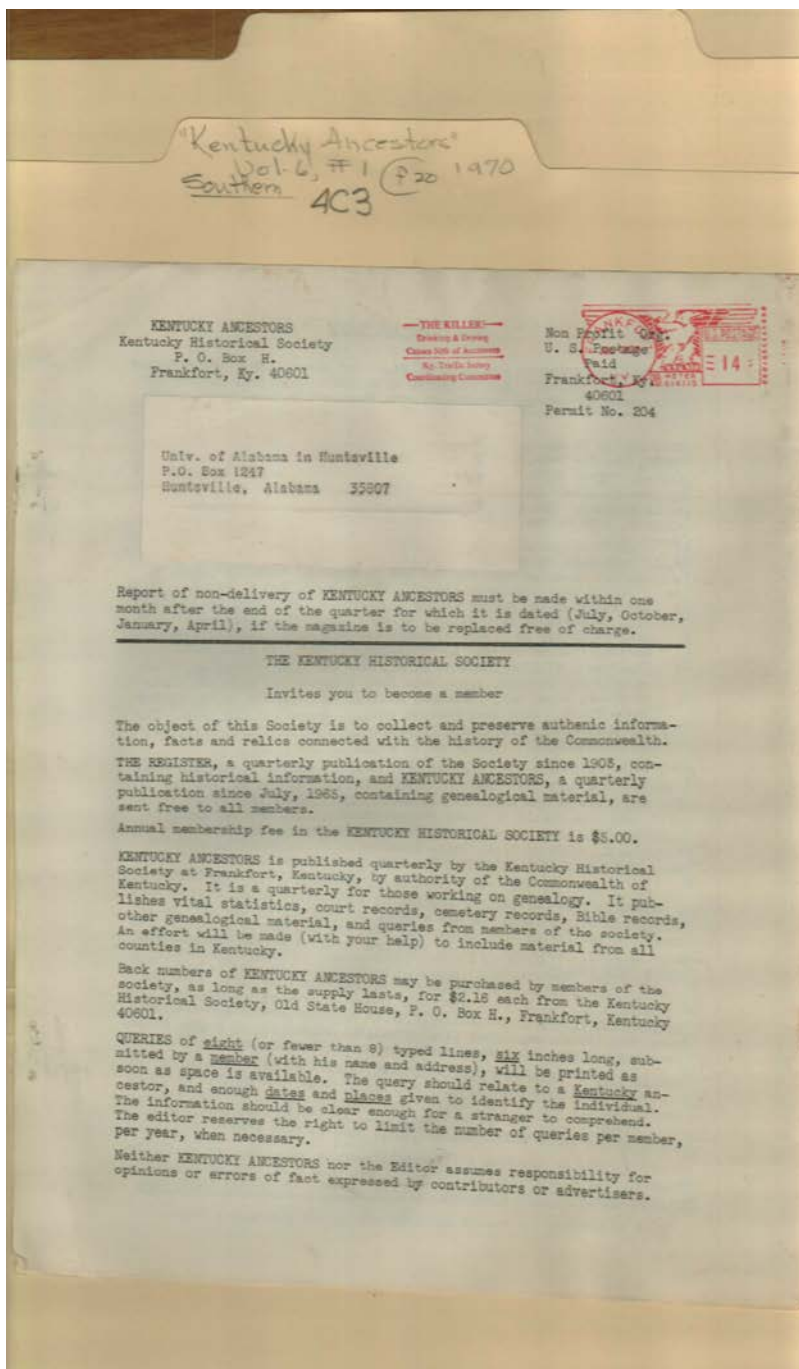 "Kentucky Ancestors"
Vol. 6, #1 (p 20) 1970
Southern
4C3
KENTUCKY ANCESTORS
Kentucky Historical Society
P. O. Box H.
Frankfort, Ky. 40601
THE KILLER!
Drinking & Driving
Causes 50% of Accidents
Ky. Traffic Safety
Coordinating Committee
Non Profit Org.
U. S. Postage
Paid
Frankfort, Ky.
40601
Permit No. 204
14
Univ. of Alabama in Huntsville
P.O. Box 1247
Huntsville, Alabama 35807
Report of non-delivery of KENTUCKY ANCESTORS must be made within one
month after the end of the quarter for which it is dated (July, October,
January, April), if the magazine is to be replaced free of charge.
THE KENTUCKY HISTORICAL SOCIETY
Invites you to become a member
The object of this Society is to collect and preserve authenic informa-
tion, facts and relics connected with the history of the Commonwealth.
THE REGISTER, a quarterly publication of the Society since 1903, con-
taining historical information, and KENTUCKY ANCESTORS, a quarterly
publication since July, 1965, containing genealogical material, are
sent free to all members.
Annual membership fee in the KENTUCKY HISTORICAL SOCIETY is $5.00.
KENTUCKY ANCESTORS is published quarterly by the Kentucky Historical
Society at Frankfort, Kentucky, by authority of the Commonwealth of
Kentucky. It is a quarterly for those working on genealogy. It pub-
lishes vital statistics, court records, cemetery records, Bible records,
other genealogical material, and queries from members of the society.
An effort will be made (with your help) to include material from all
counties in Kentucky.
Back numbers of KENTUCKY ANCESTORS may be purchased by members of the
society, as long as the supply lasts, for $2.16 each from the Kentucky
Historical Society, Old State House, P. O. Box H., Frankfort, Kentucky
40601.
QUERIES of eight (or fewer than 8) typed lines, six inches long, sub-
mitted by a member (with his name and address), will be printed as
soon as space is available. The query should relate to a Kentucky an-
cestor, and enough dates and places given to identify the individual.
The information should be clear enough for a stranger to comprehend.
The editor reserves the right to limit the number of queries per member,
per year, when necessary.
Neither KENTUCKY ANCESTORS nor the Editor assumes responsibility for
opinions or errors of fact expressed by contributors or advertisers.